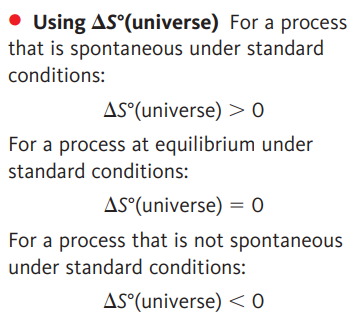 • Using ΔS°(universe) For a process
that is spontaneous under standard
conditions:
ΔS°(universe) > 0
For a process at equilibrium under
standard conditions:
ΔS°(universe) = 0
For a process that is not spontaneous
under standard conditions:
ΔS°(universe) < 0